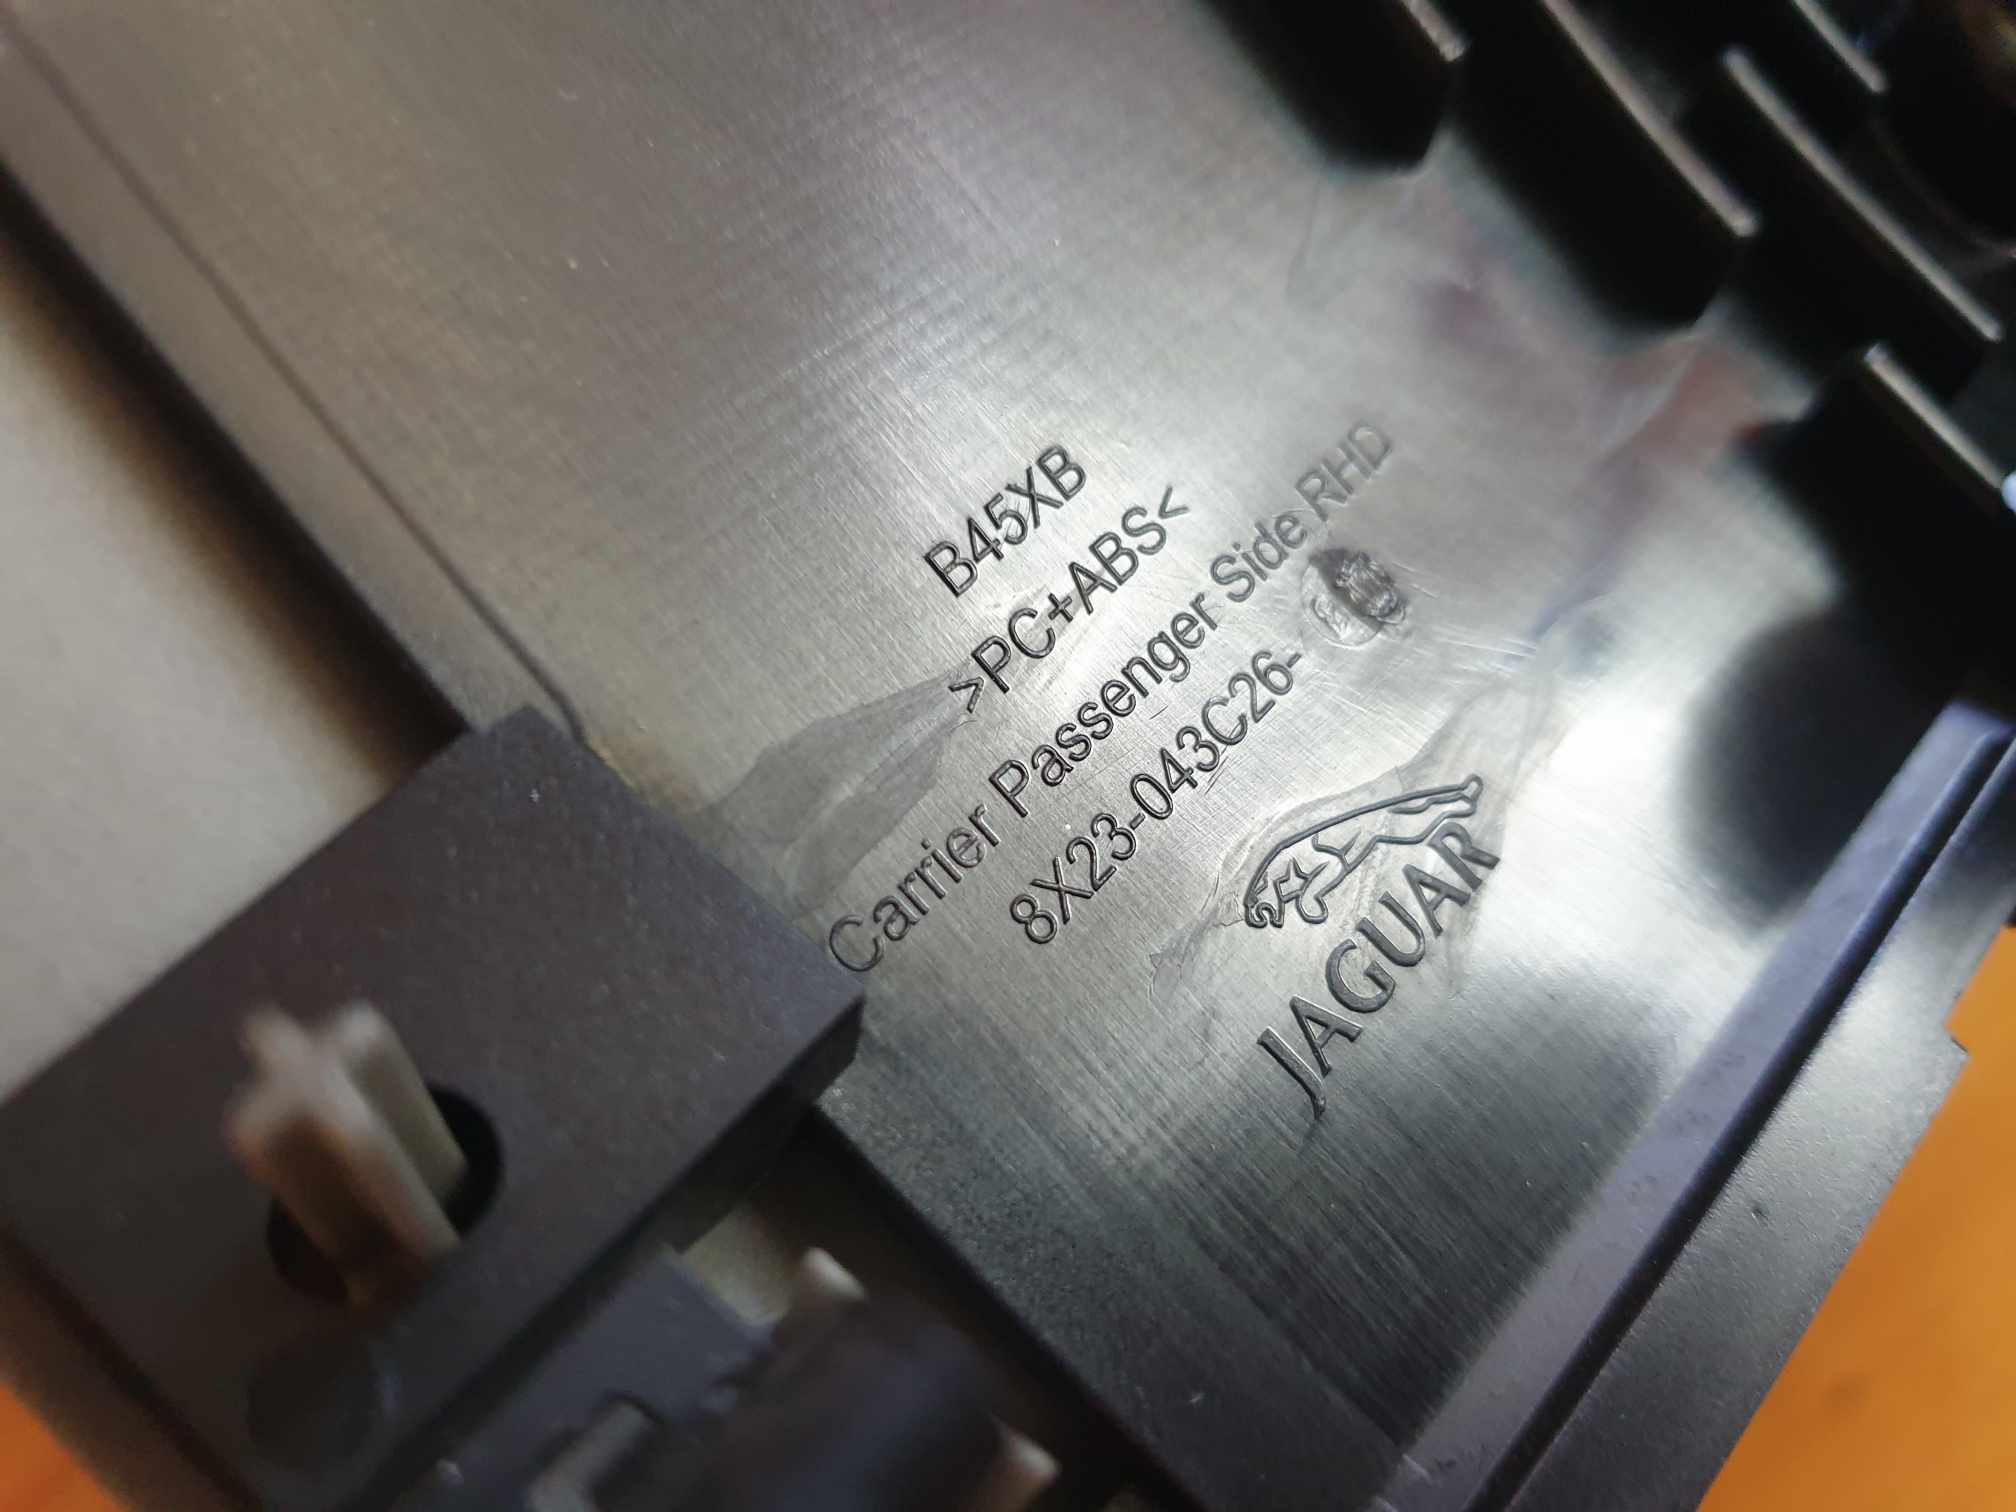 B45XB
>PC+ABS<
Carrier Passenger Side RHD
8X23-043C26-
JAGUAR